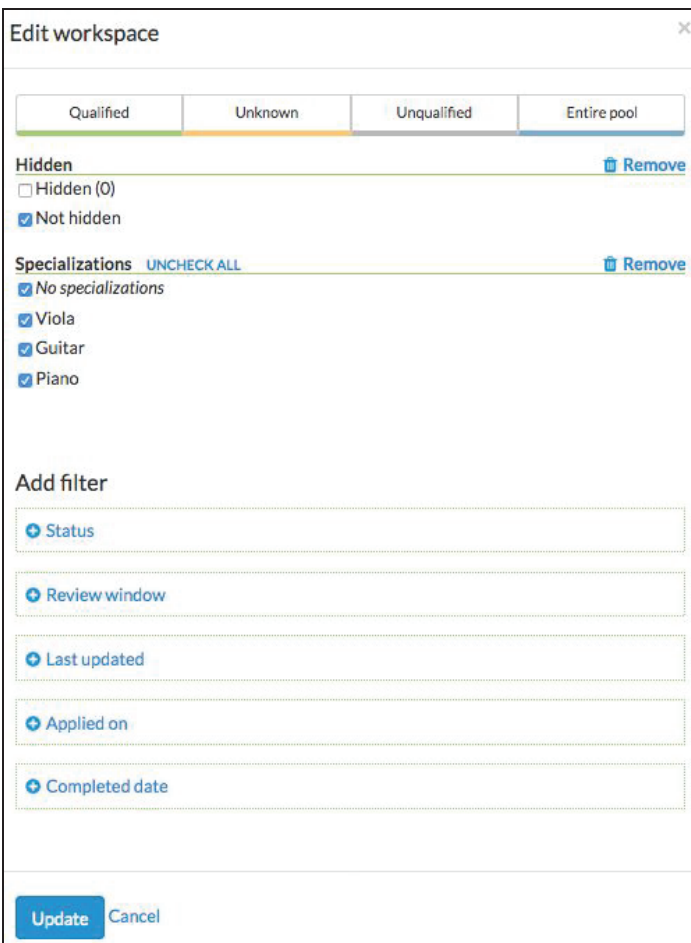 Edit workspace ×
Qualified Unknown Unqualified Entire pool
Hidden Remove
Hidden (0)
Not hidden
Specializations UNCHECK ALL Remove
No specializations
Viola
Guitar
Piano
Add filter
Status
Review window
Last updated
Applied on
Completed date
Update Cancel